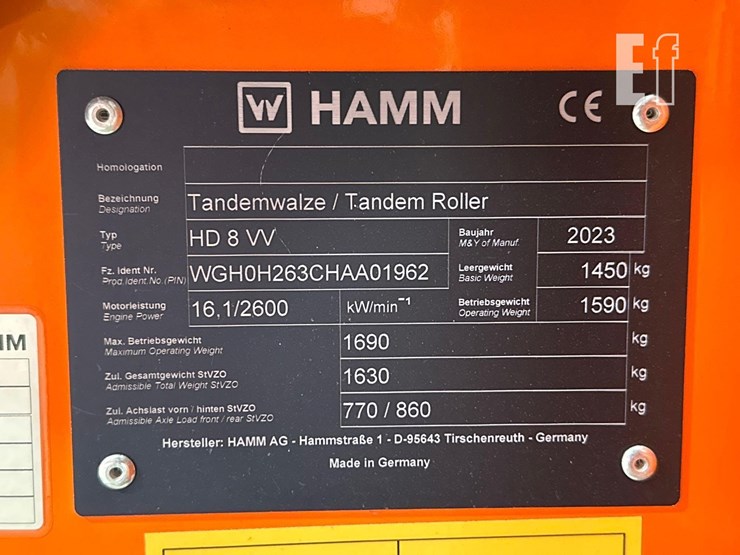 Ef
W HAMM CE
Homologation
Bezeichnung
Designation
Tandemwalze / Tandem Roller
Typ
Type
HD 8 VV
Baujahr
M&Y of Manuf.
2023
Fz. Ident Nr.
Prod.Ident.No.(PIN)
WGH0H263CHAA01962
Leergewicht
Basic Weight
1450 kg
Motorleistung
Engine Power
16,1/2600 kW/min⁻¹
Betriebsgewicht
Operating Weight
1590 kg
Max. Betriebsgewicht
Maximum Operating Weight
1690 kg
Zul. Gesamtgewicht StVZO
Admissible Total Weight StVZO
1630 kg
Zul. Achslast vorn / hinten StVZO
Admissible Axle Load front / rear StVZO
770 / 860 kg
Hersteller: HAMM AG - Hammstraße 1 - D-95643 Tirschenreuth - Germany
Made in Germany